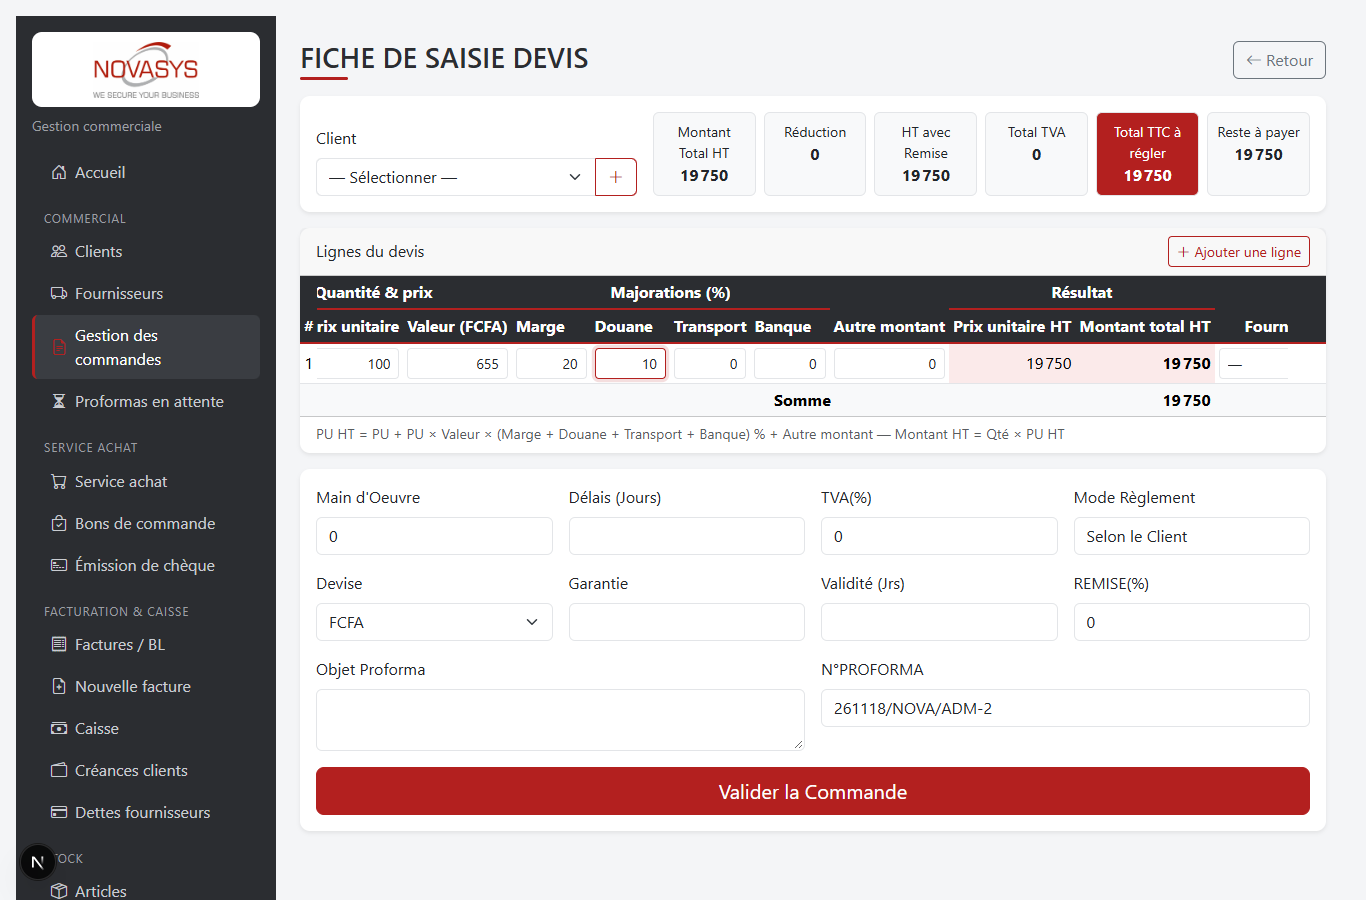 NOVASYS
WE SECURE YOUR BUSINESS
Gestion commerciale
Accueil
COMMERCIAL
Clients
Fournisseurs
Gestion des
commandes
Proformas en attente
SERVICE ACHAT
Service achat
Bons de commande
Émission de chèque
FACTURATION & CAISSE
Factures / BL
Nouvelle facture
Caisse
Créances clients
Dettes fournisseurs
N
TOCK
Articles
FICHE DE SAISIE DEVIS
← Retour
Client
— Sélectionner —
+
Montant
Total HT
19 750
Réduction
0
HT avec
Remise
19 750
Total TVA
0
Total TTC à
régler
19 750
Reste à payer
19 750
Lignes du devis
+ Ajouter une ligne
Quantité & prix Majorations (%) Résultat
# rix unitaire Valeur (FCFA) Marge Douane Transport Banque Autre montant Prix unitaire HT Montant total HT Fourn
1 100 655 20 10 0 0 0 19 750 19 750 —
Somme 19 750
PU HT = PU + PU × Valeur × (Marge + Douane + Transport + Banque) % + Autre montant — Montant HT = Qté × PU HT
Main d'Oeuvre Délais (Jours) TVA(%) Mode Règlement
0 0 Selon le Client
Devise Garantie Validité (Jrs) REMISE(%)
FCFA 0
Objet Proforma N°PROFORMA
261118/NOVA/ADM-2
Valider la Commande